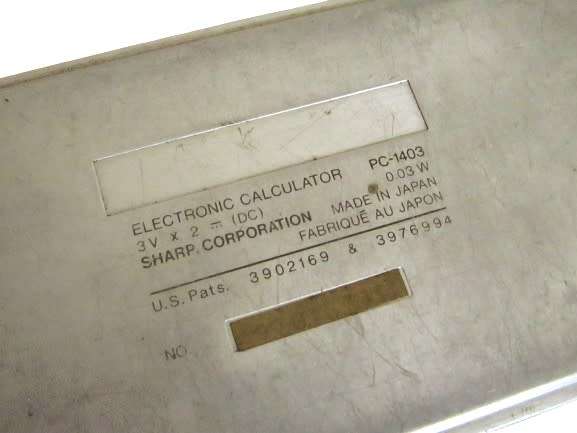 ELECTRONIC CALCULATOR PC-1403
3V x 2 ⎓ (DC) 0.03W
SHARP CORPORATION MADE IN JAPAN
FABRIQUÉ AU JAPON
U.S. Pats. 3902169 & 3976994
NO.